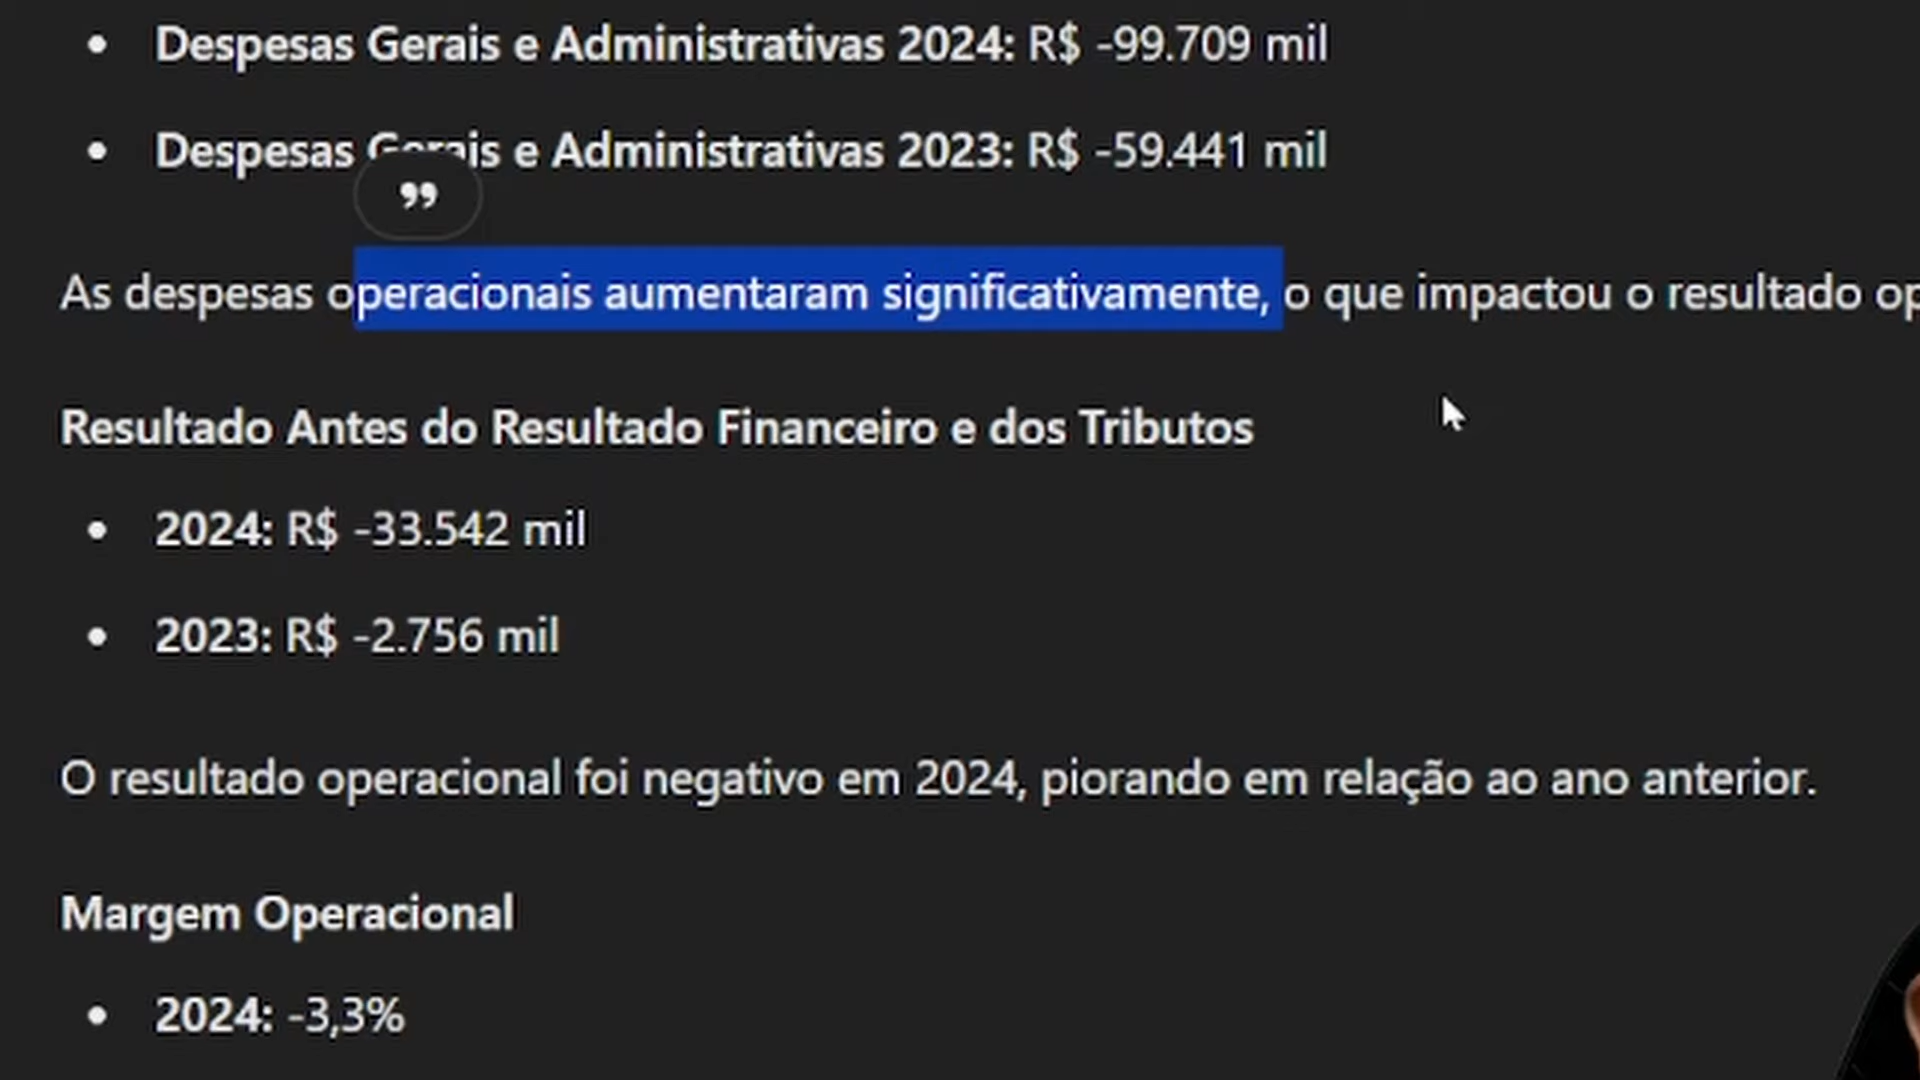 • Despesas Gerais e Administrativas 2024: R$ -99.709 mil
• Despesas Gerais e Administrativas 2023: R$ -59.441 mil
”
As despesas operacionais aumentaram significativamente, o que impactou o resultado op
Resultado Antes do Resultado Financeiro e dos Tributos
• 2024: R$ -33.542 mil
• 2023: R$ -2.756 mil
O resultado operacional foi negativo em 2024, piorando em relação ao ano anterior.
Margem Operacional
• 2024: -3,3%